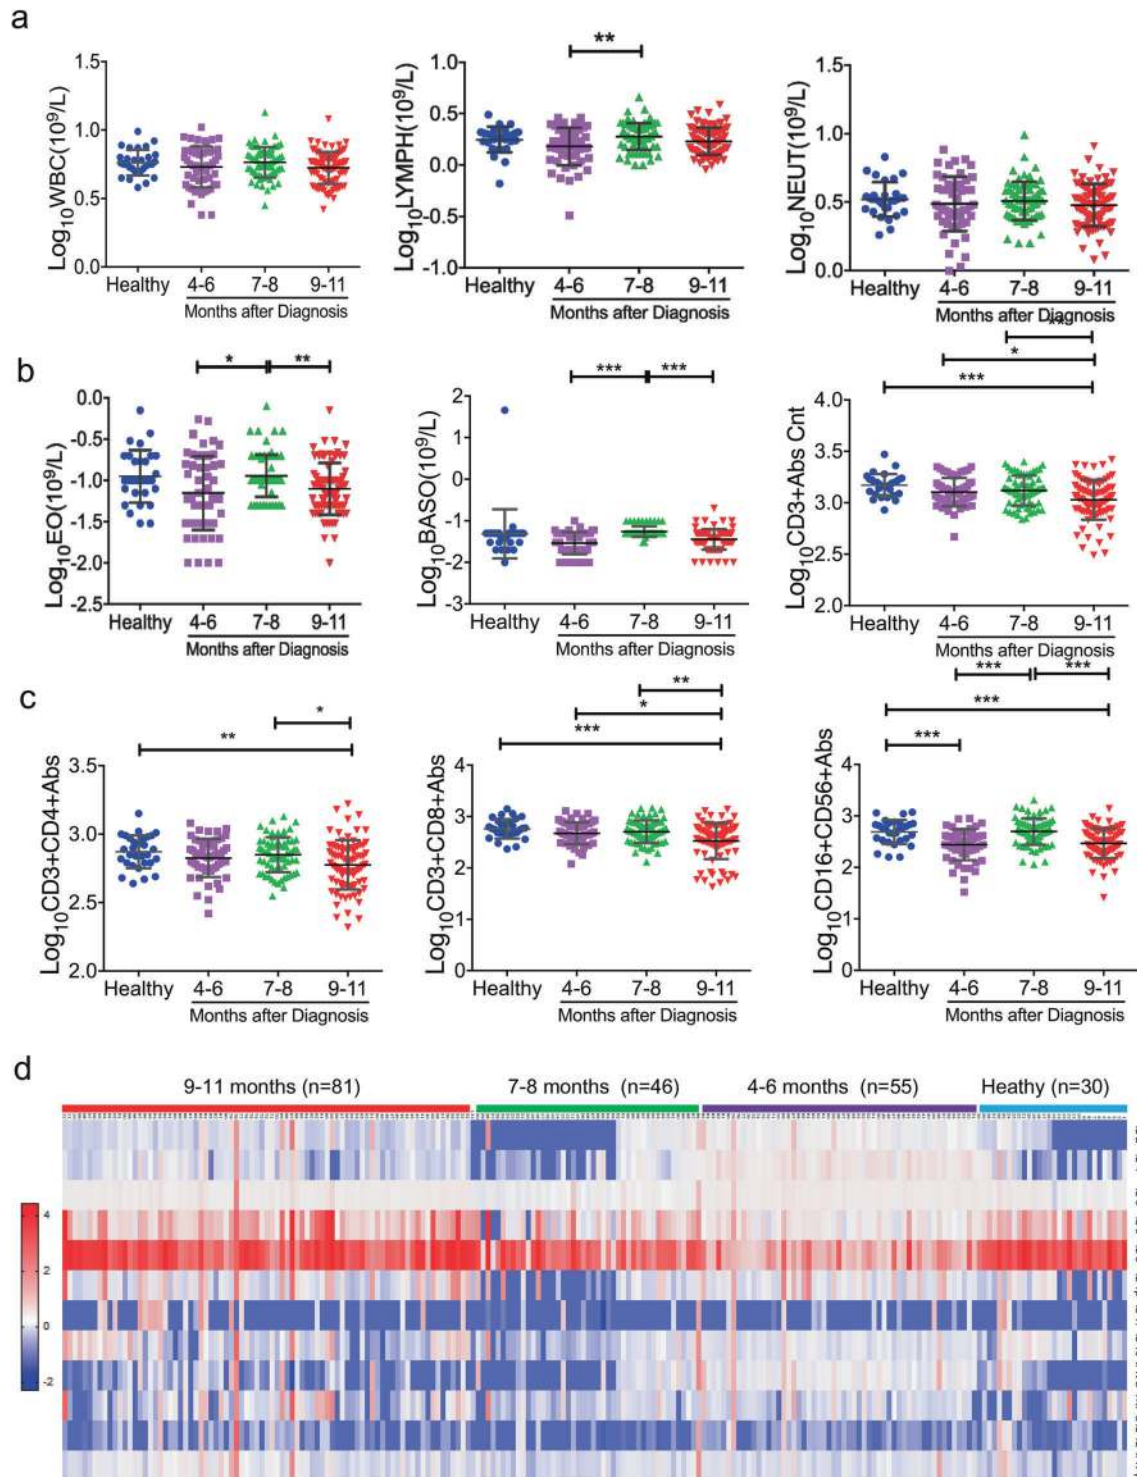 a
**
1.5
1.0
0.5
0.0
Log10WBC(10^9/L)
Healthy 4-6 7-8 9-11
Months after Diagnosis
1.0
0.5
0.0
-0.5
-1.0
Log10LYMPH(10^9/L)
Healthy 4-6 7-8 9-11
Months after Diagnosis
1.5
1.0
0.5
0.0
Log10NEUT(10^9/L)
Healthy 4-6 7-8 9-11
Months after Diagnosis
b
* **
0.0
-0.5
-1.0
-1.5
-2.0
-2.5
Log10EO(10^9/L)
Healthy 4-6 7-8 9-11
Months after Diagnosis
*** ***
2
1
0
-1
-2
-3
Log10BASO(10^9/L)
Healthy 4-6 7-8 9-11
Months after Diagnosis
**
*
***
4.0
3.5
3.0
2.5
2.0
Log10CD3+Abs Cnt
Healthy 4-6 7-8 9-11
Months after Diagnosis
c
*
**
3.5
3.0
2.5
2.0
Log10CD3+CD4+Abs
Healthy 4-6 7-8 9-11
Months after Diagnosis
**
*
***
4
3
2
1
0
Log10CD3+CD8+Abs
Healthy 4-6 7-8 9-11
Months after Diagnosis
*** ***
***
***
4
3
2
1
0
Log10CD16+CD56+Abs
Healthy 4-6 7-8 9-11
Months after Diagnosis
d
9-11 months (n=81) 7-8 months (n=46) 4-6 months (n=55) Heathy (n=30)
4
2
0
-2